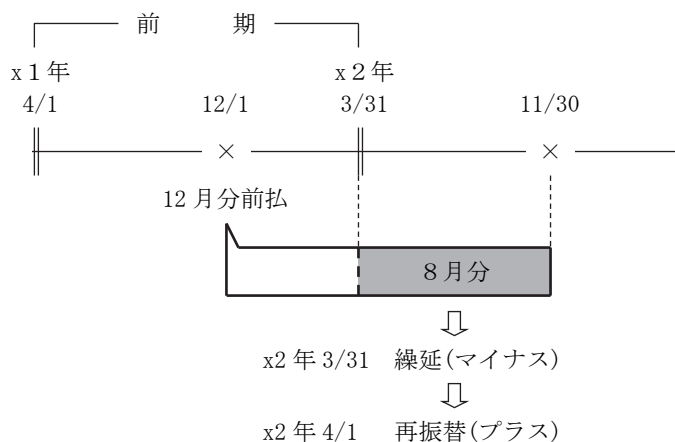 前　　期
x 1 年　x 2 年
4/1　12/1　3/31　11/30
12 月分前払
8 月分
x2 年 3/31　繰延(マイナス)
x2 年 4/1　再振替(プラス)